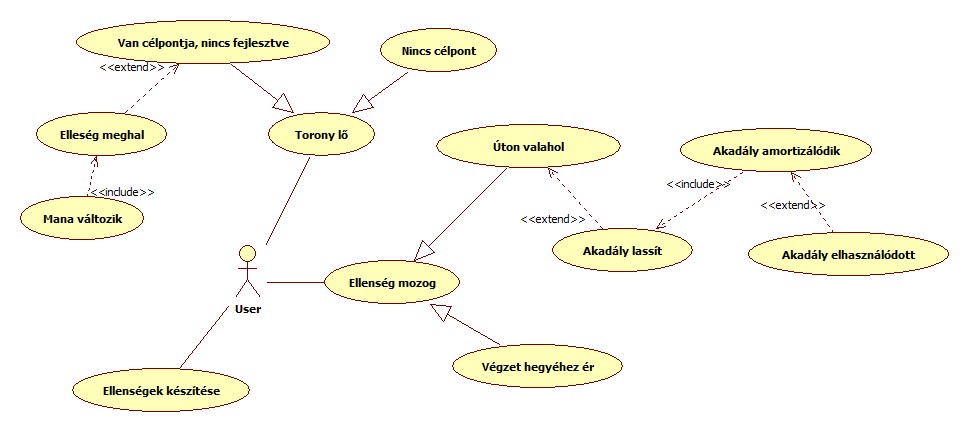 Van célpontja, nincs fejlesztve
Nincs célpont
<<extend>>
Elleség meghal
Torony lő
Úton valahol
Akadály amortizálódik
<<include>>
<<include>>
Mana változik
<<extend>>
<<extend>>
Akadály lassít
Akadály elhasználódott
Ellenség mozog
User
Végzet hegyéhez ér
Ellenségek készítése